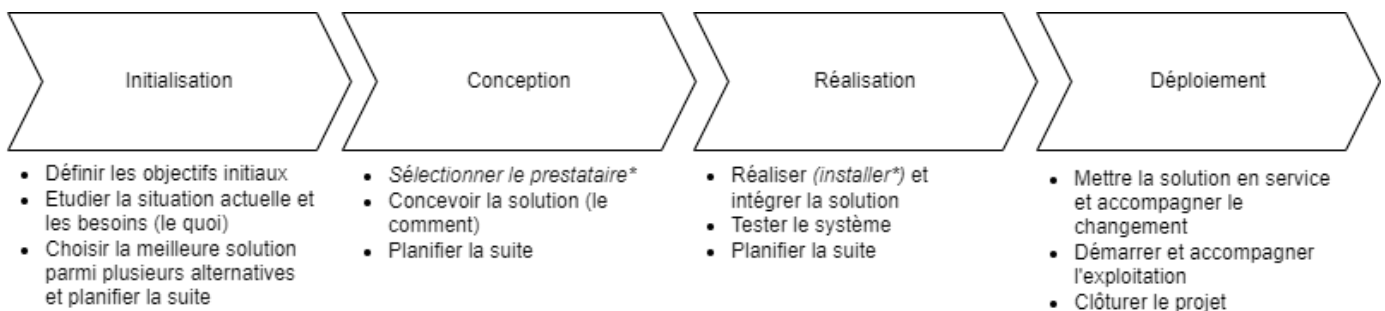 Initialisation
Conception
Réalisation
Déploiement
• Définir les objectifs initiaux
• Etudier la situation actuelle et
les besoins (le quoi)
• Choisir la meilleure solution
parmi plusieurs alternatives
et planifier la suite
• Sélectionner le prestataire*
• Concevoir la solution (le
comment)
• Planifier la suite
• Réaliser (installer*) et
intégrer la solution
• Tester le système
• Planifier la suite
• Mettre la solution en service
et accompagner le
changement
• Démarrer et accompagner
l'exploitation
• Clôturer le projet